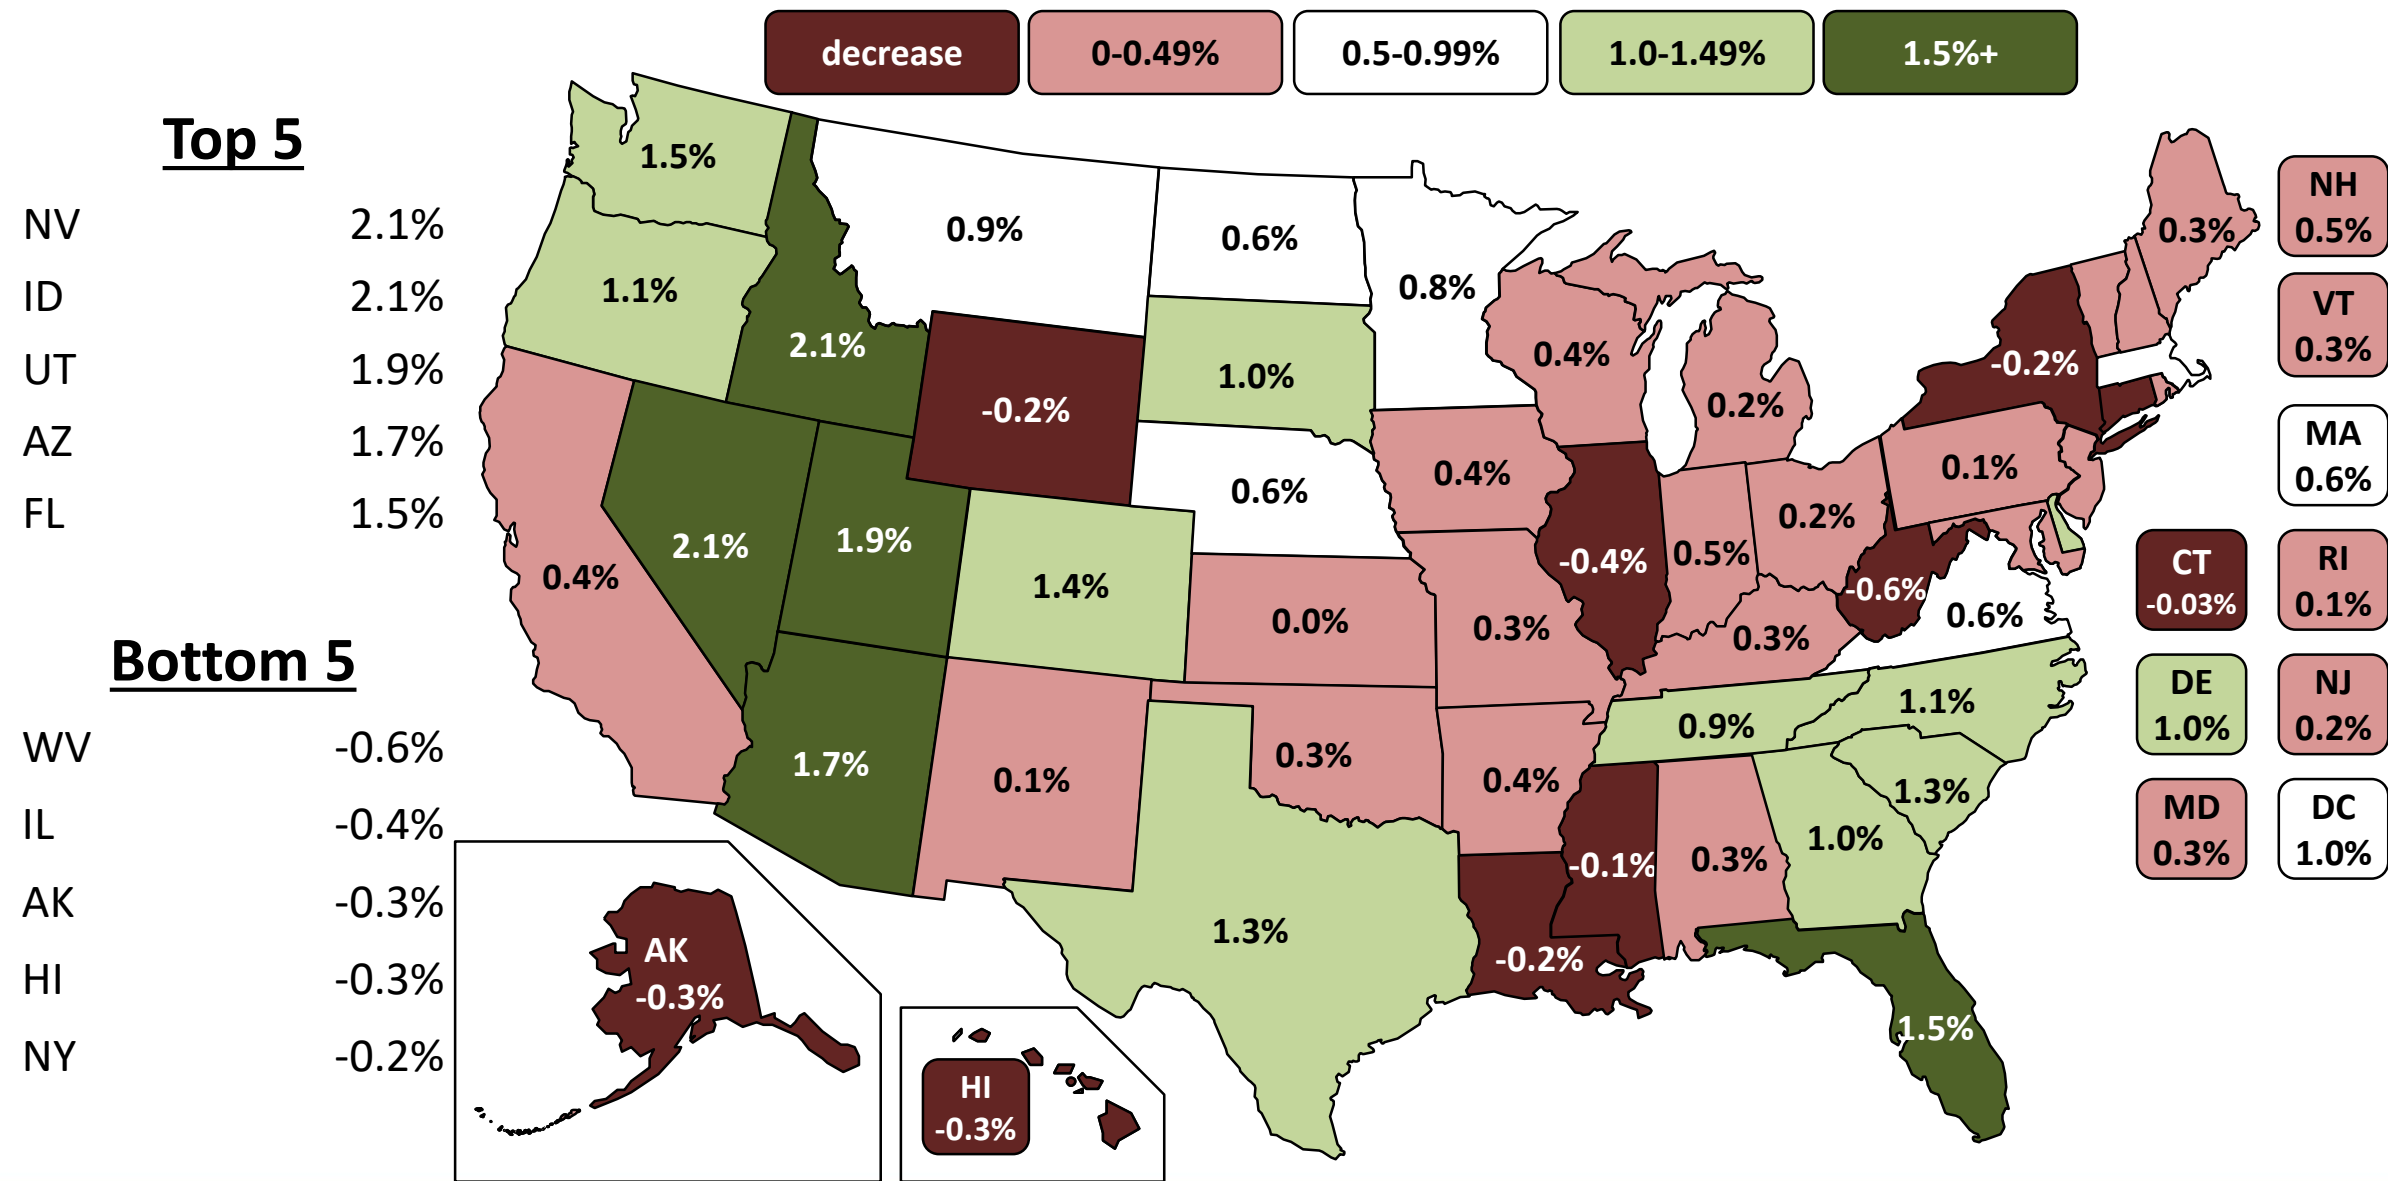 decrease
0-0.49%
0.5-0.99%
1.0-1.49%
1.5%+
Top 5
NV 2.1%
ID 2.1%
UT 1.9%
AZ 1.7%
FL 1.5%
Bottom 5
WV -0.6%
IL -0.4%
AK -0.3%
HI -0.3%
NY -0.2%
1.5%
1.1%
2.1%
0.9%
0.6%
0.8%
-0.2%
1.0%
0.6%
0.4%
0.2%
0.4%
2.1%
1.9%
1.4%
0.4%
0.0%
0.3%
-0.4%
0.5%
0.2%
0.1%
-0.2%
0.3%
-0.6%
0.6%
0.3%
1.7%
0.1%
0.3%
0.4%
0.9%
1.1%
1.3%
1.0%
0.3%
-0.1%
-0.2%
1.3%
1.5%
AK
-0.3%
HI
-0.3%
NH
0.5%
VT
0.3%
MA
0.6%
CT
-0.03%
RI
0.1%
DE
1.0%
NJ
0.2%
MD
0.3%
DC
1.0%